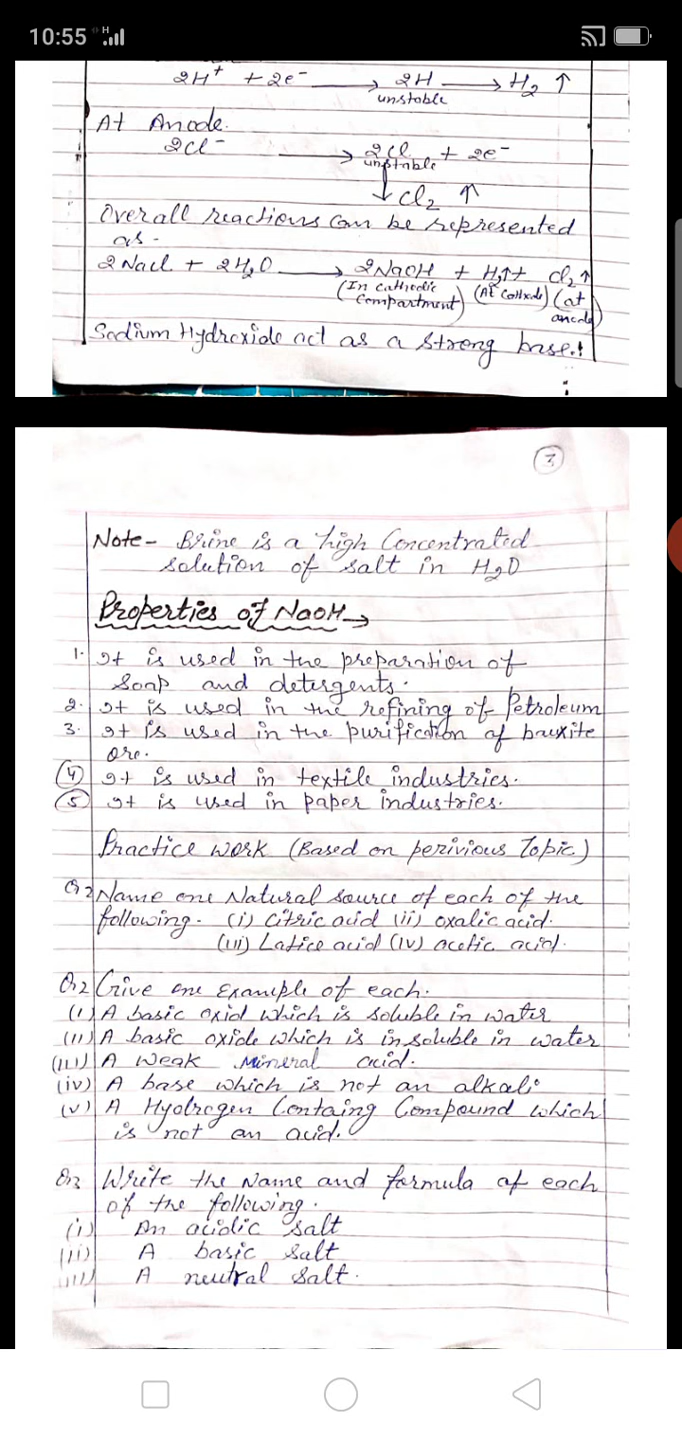 10:55 H
2H⁺ + 2e⁻ → 2H → H₂ ↑
unstable
At Anode.
2Cl⁻ → 2Cl + 2e⁻
unstable
↓ Cl₂ ↑
Overall reactions can be represented
as -
2Nacl + 2H₂O → 2NaOH + H₂↑+ Cl₂↑
(In cathodic (At Cathode) (at
Compartment) anode)
Sodium Hydroxide act as a strong base.!
7
Note- Brine is a high Concentrated
solution of salt in H₂O
Properties of NaOH→
1. It is used in the preparation of
Soap and detergents.
2. It is used in the refining of Petroleum
3. It is used in the purification of bauxite
ore.
4 It is used in textile industries.
5 It is used in paper industries.
Practice work (Based on perivious Topic)
Name one Natural source of each of the
following. (i) Citric acid (ii) oxalic acid.
(iii) Latice acid (iv) acetic acid.
Q.2 Give one Example of each.
(i) A basic oxid which is soluble in water
(ii) A basic oxide which is insoluble in water
(iii) A weak Mineral acid.
(iv) A base which is not an alkali.
(v) A Hydrogen Containg Compound which
is not an acid.
Q.3 Write the Name and formula of each
of the following.
(i) An acidic salt
(ii) A basic salt
(iii) A neutral salt.